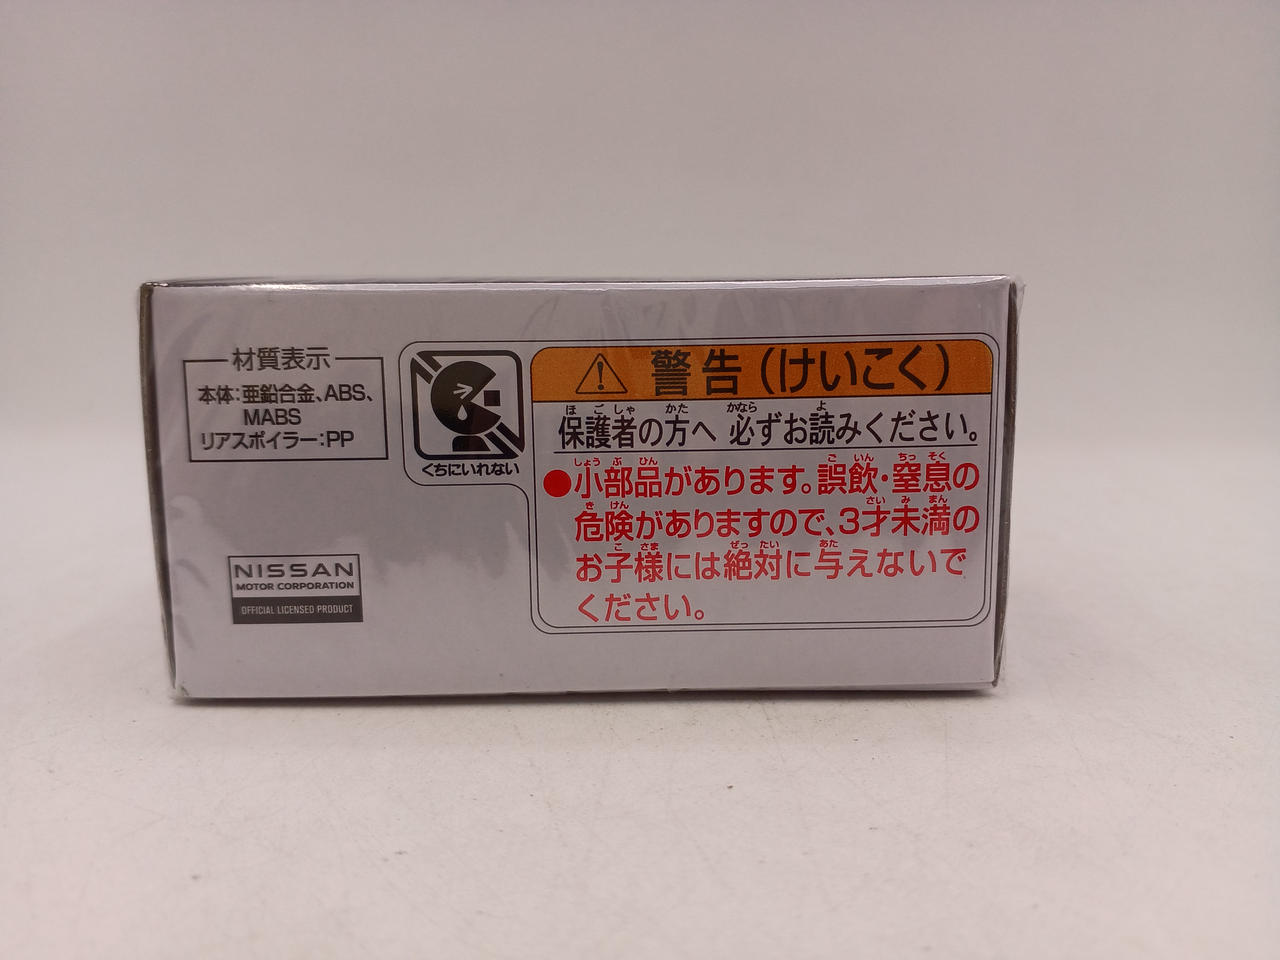 材質表示
本体:亜鉛合金、ABS、
MABS
リアスポイラー:PP
くちにいれない
NISSAN
MOTOR CORPORATION
OFFICIAL LICENSED PRODUCT
警告(けいこく)
ほごしゃ かた かなら よ
保護者の方へ 必ずお読みください。
しょうぶひん ごいん ちっそく
●小部品があります。誤飲・窒息の
きけん さいみまん
危険がありますので、3才未満の
こさま ぜったい あた
お子様には絶対に与えないで
ください。